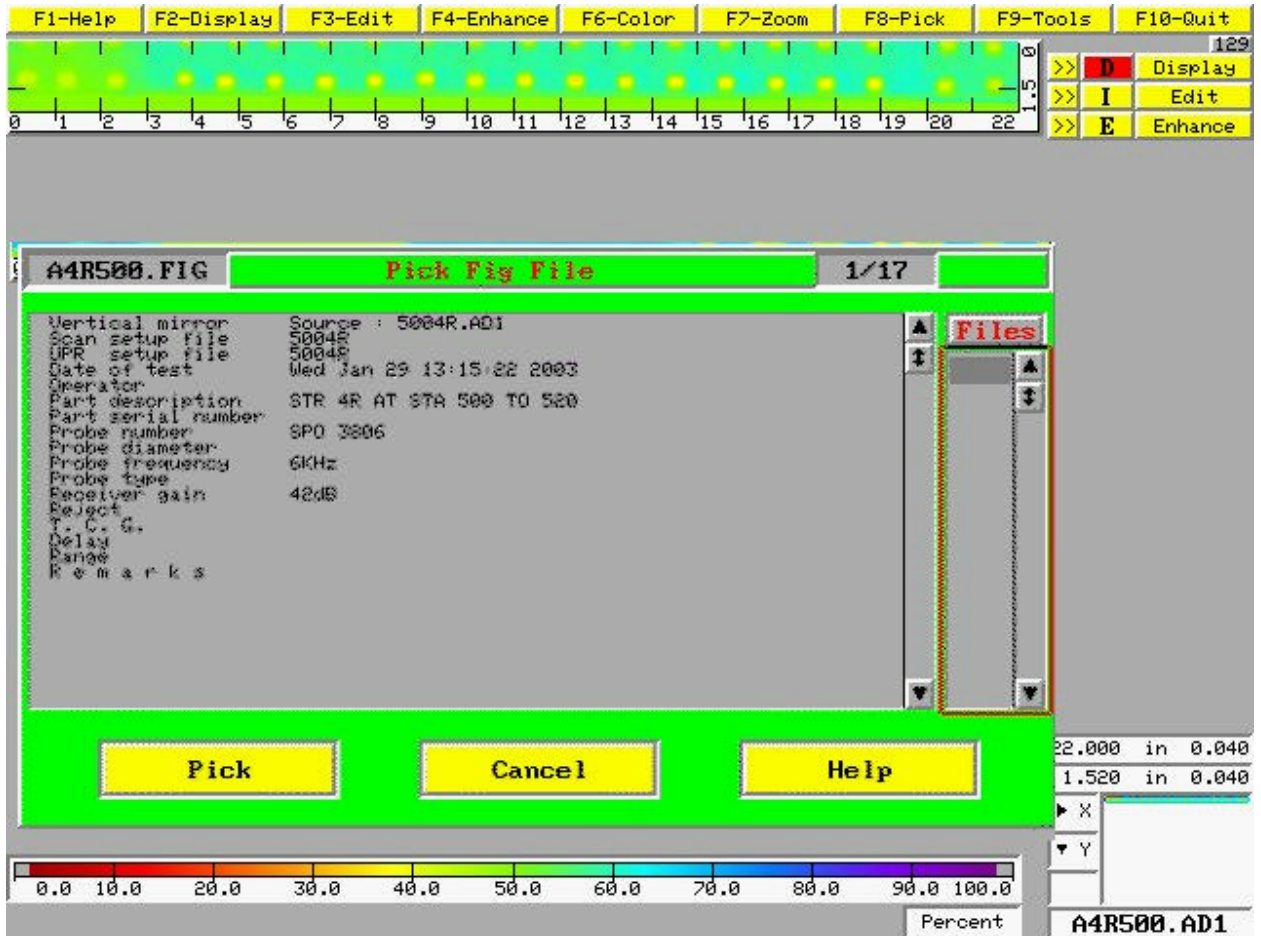 F1-Help F2-Display F3-Edit F4-Enhance F6-Color F7-Zoom F8-Pick F9-Tools F10-Quit
129
>> D Display
>> I Edit
>> E Enhance
0 1.5
0 1 2 3 4 5 6 7 8 9 10 11 12 13 14 15 16 17 18 19 20 22
A4R500.FIG Pick Fig File 1/17
Files
Vertical mirror Source : 5004R.AD1
Scan setup file 5004R
UPR setup file 5004R
Date of test Wed Jan 29 13:15:22 2003
Operator
Part description STR 4R AT STA 500 TO 520
Part serial number
Probe number SPO 3806
Probe diameter
Probe frequency 6KHz
Probe type
Receiver gain 42dB
Reject
T. C. G.
Delay
Range
R e m a r k s
Pick Cancel Help
22.000 in 0.040
1.520 in 0.040
X
Y
0.0 10.0 20.0 30.0 40.0 50.0 60.0 70.0 80.0 90.0 100.0
Percent
A4R500.AD1